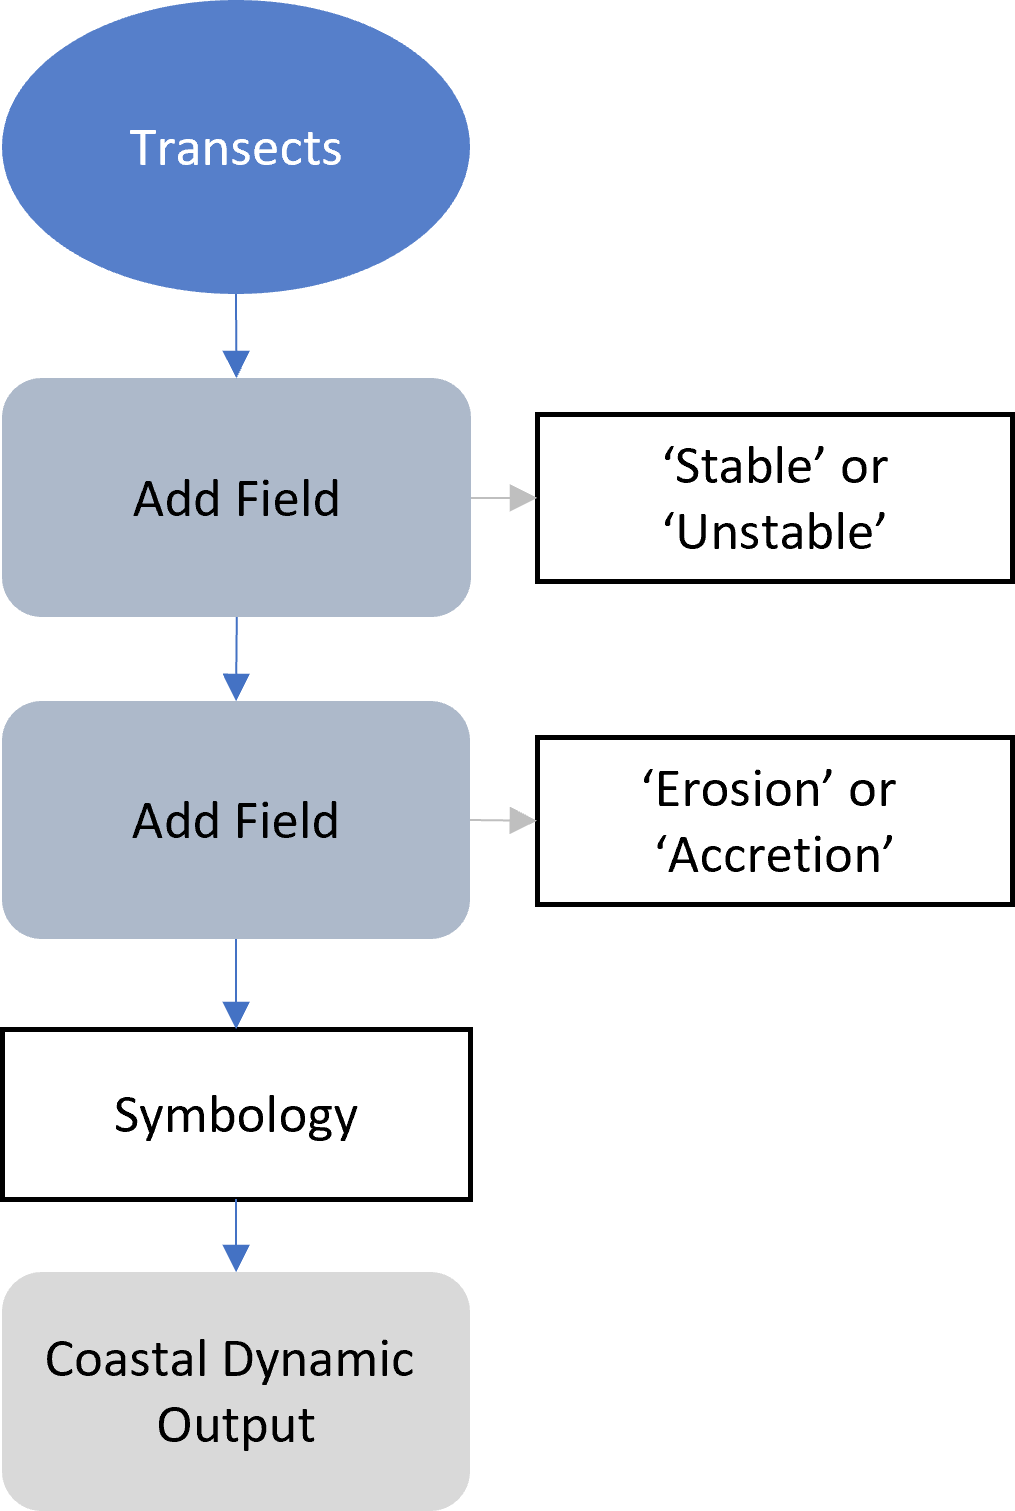 Transects
Add Field
‘Stable’ or
‘Unstable’
Add Field
‘Erosion’ or
‘Accretion’
Symbology
Coastal Dynamic
Output